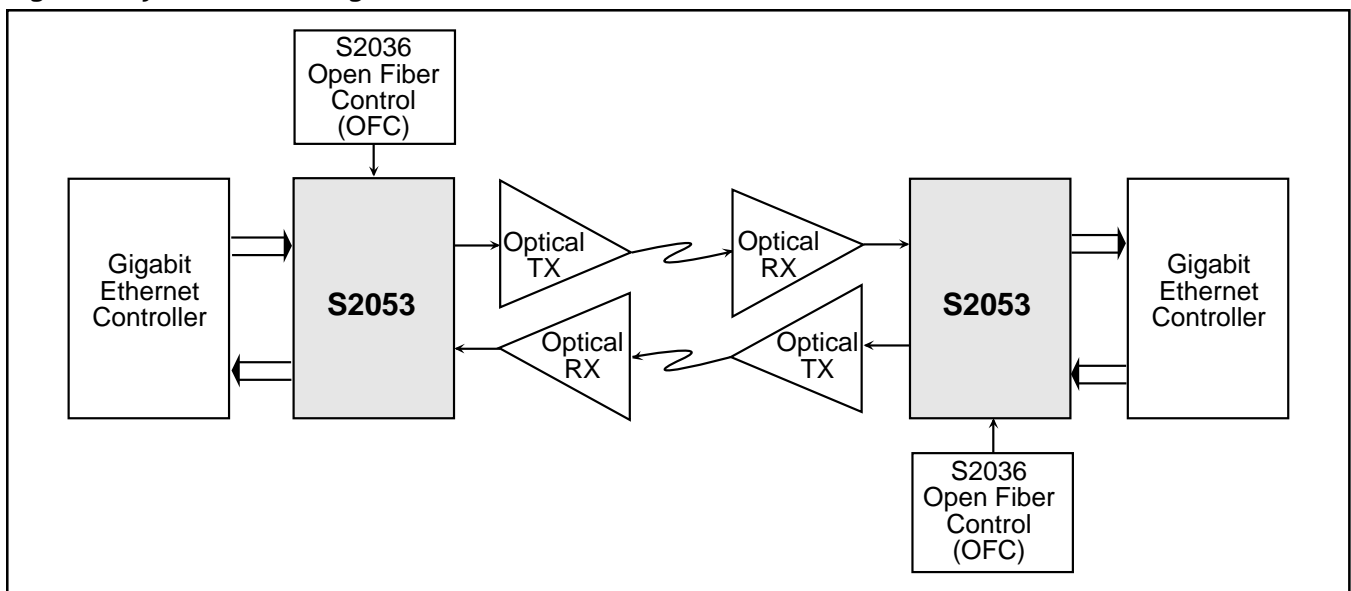 S2036
Open Fiber
Control
(OFC)
Gigabit
Ethernet
Controller
S2053
Optical
TX
Optical
RX
Optical
RX
Optical
TX
S2053
Gigabit
Ethernet
Controller
S2036
Open Fiber
Control
(OFC)